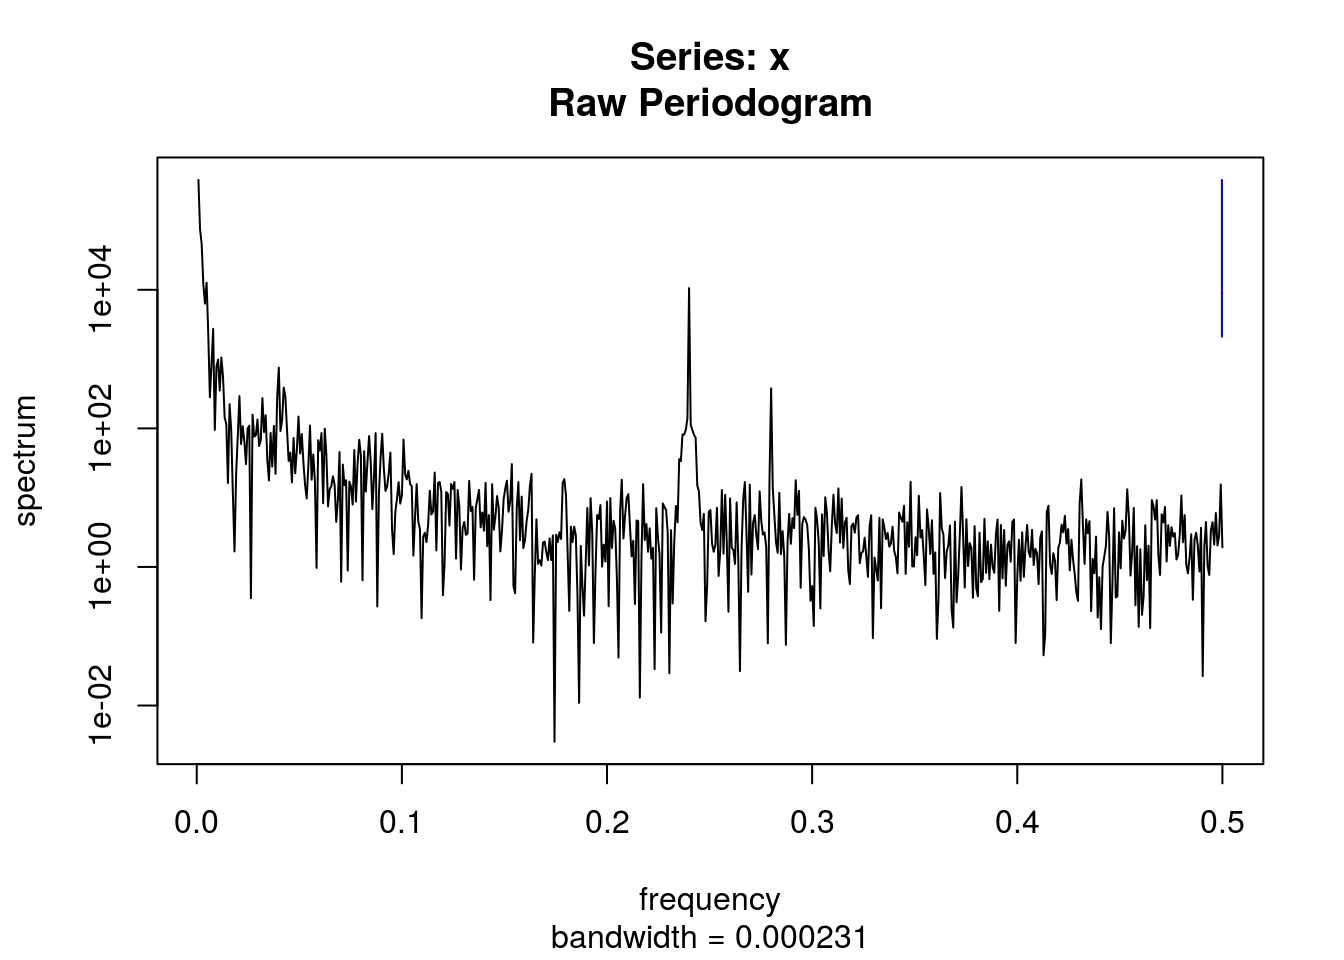 Series: x
Raw Periodogram
spectrum
1e+04
1e+02
1e+00
1e-02
0.0 0.1 0.2 0.3 0.4 0.5
frequency
bandwidth = 0.000231